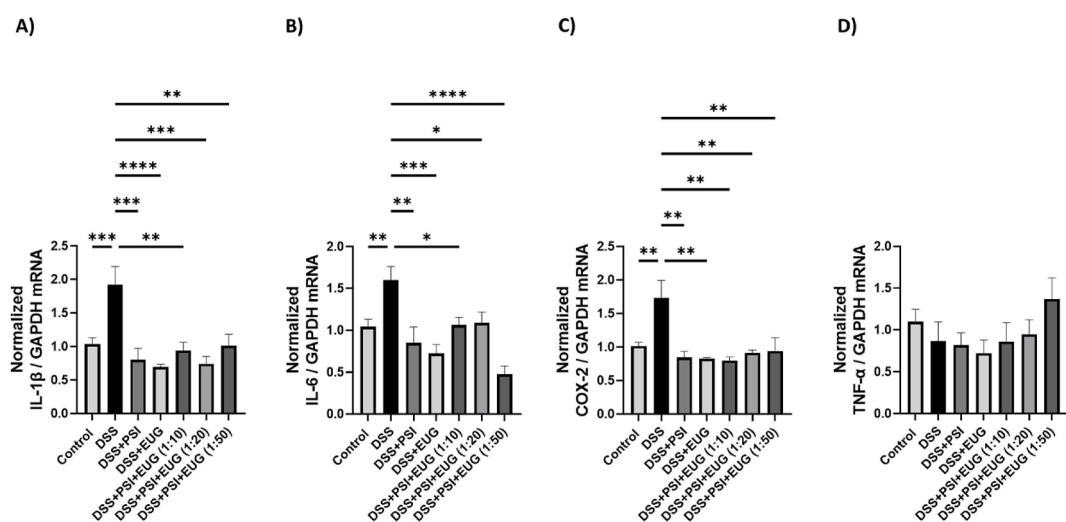 A)
**
***
****
***
*** **
Normalized
IL-1β / GAPDH mRNA
2.5
2.0
1.5
1.0
0.5
0.0
Control
DSS
DSS+PSI
DSS+EUG
DSS+PSI+EUG (1:10)
DSS+PSI+EUG (1:20)
DSS+PSI+EUG (1:50)
B)
****
*
***
**
** *
Normalized
IL-6 / GAPDH mRNA
2.0
1.5
1.0
0.5
0.0
Control
DSS
DSS+PSI
DSS+EUG
DSS+PSI+EUG (1:10)
DSS+PSI+EUG (1:20)
DSS+PSI+EUG (1:50)
C)
**
**
**
**
** **
Normalized
COX-2 / GAPDH mRNA
2.5
2.0
1.5
1.0
0.5
0.0
Control
DSS
DSS+PSI
DSS+EUG
DSS+PSI+EUG (1:10)
DSS+PSI+EUG (1:20)
DSS+PSI+EUG (1:50)
D)
Normalized
TNF-α / GAPDH mRNA
2.0
1.5
1.0
0.5
0.0
Control
DSS
DSS+PSI
DSS+EUG
DSS+PSI+EUG (1:10)
DSS+PSI+EUG (1:20)
DSS+PSI+EUG (1:50)